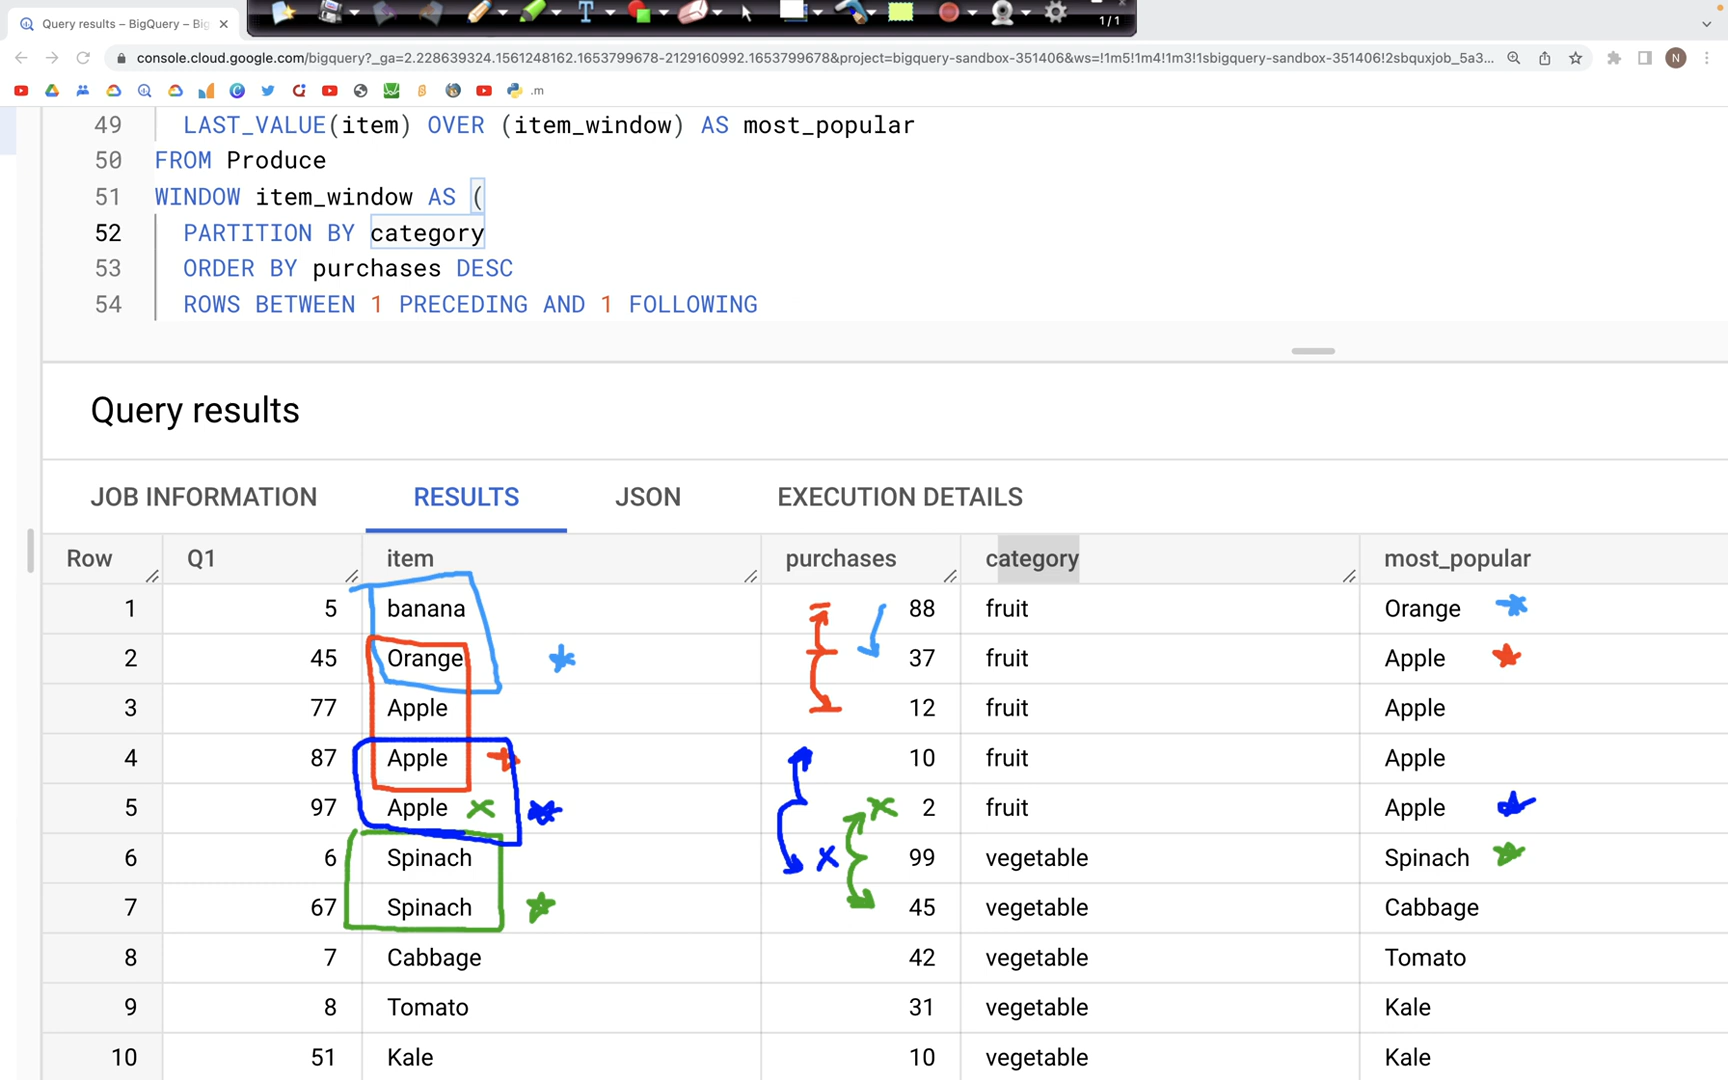 Query results – BigQuery – Big
1/1
console.cloud.google.com/bigquery?_ga=2.228639324.1561248162.1653799678-2129160992.1653799678&project=bigquery-sandbox-351406&ws=!1m5!1m4!1m3!1sbigquery-sandbox-351406!2sbquxjob_5a3...
N
.m
49 LAST_VALUE(item) OVER (item_window) AS most_popular
50 FROM Produce
51 WINDOW item_window AS (
52 PARTITION BY category
53 ORDER BY purchases DESC
54 ROWS BETWEEN 1 PRECEDING AND 1 FOLLOWING
Query results
JOB INFORMATION RESULTS JSON EXECUTION DETAILS
Row Q1 item purchases category most_popular
1 5 banana 88 fruit Orange
2 45 Orange 37 fruit Apple
3 77 Apple 12 fruit Apple
4 87 Apple 10 fruit Apple
5 97 Apple 2 fruit Apple
6 6 Spinach 99 vegetable Spinach
7 67 Spinach 45 vegetable Cabbage
8 7 Cabbage 42 vegetable Tomato
9 8 Tomato 31 vegetable Kale
10 51 Kale 10 vegetable Kale